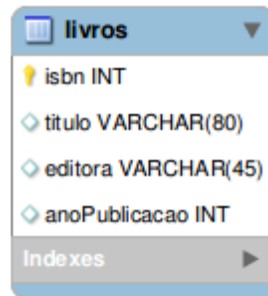 livros
isbn INT
titulo VARCHAR(80)
editora VARCHAR(45)
anoPublicacao INT
Indexes